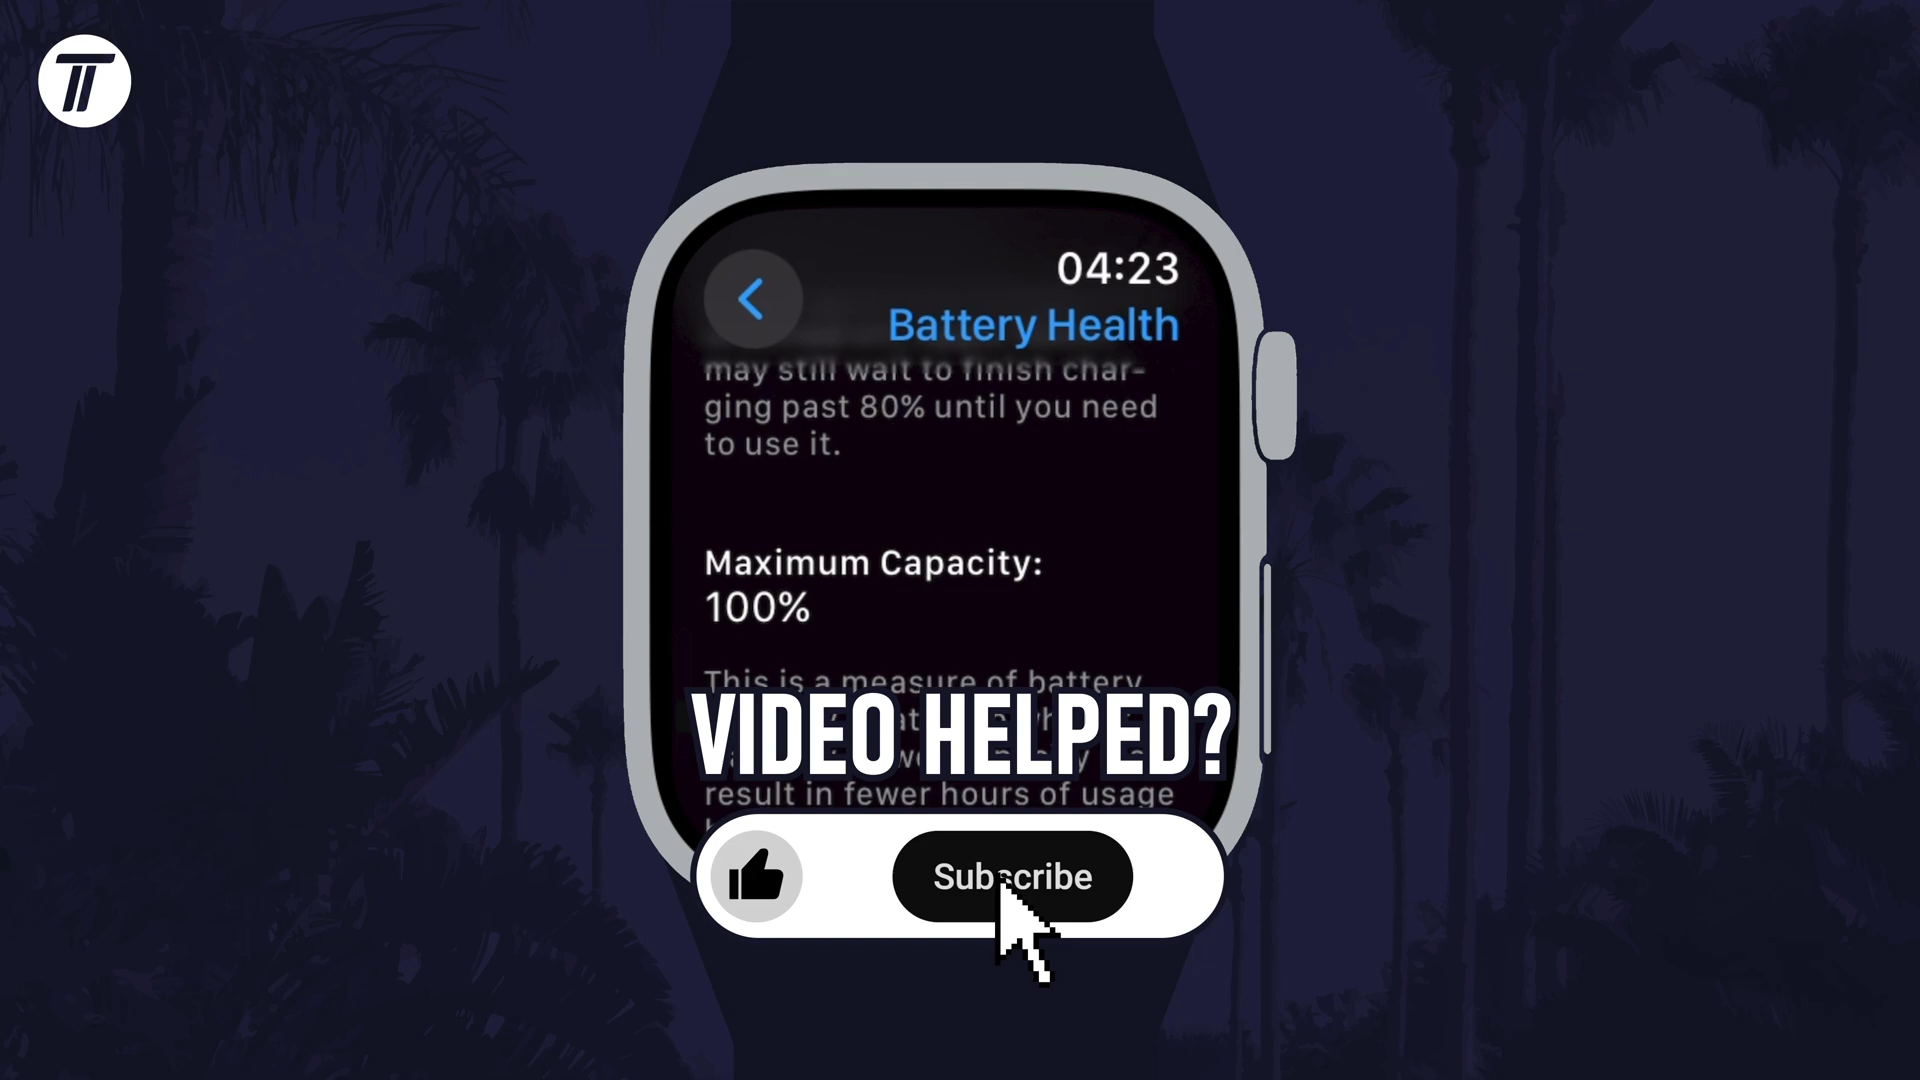 04:23
Battery Health
may still wait to finish char-
ging past 80% until you need
to use it.
Maximum Capacity:
100%
This is a measure of battery
VIDEO HELPED?
result in fewer hours of usage
Subscribe